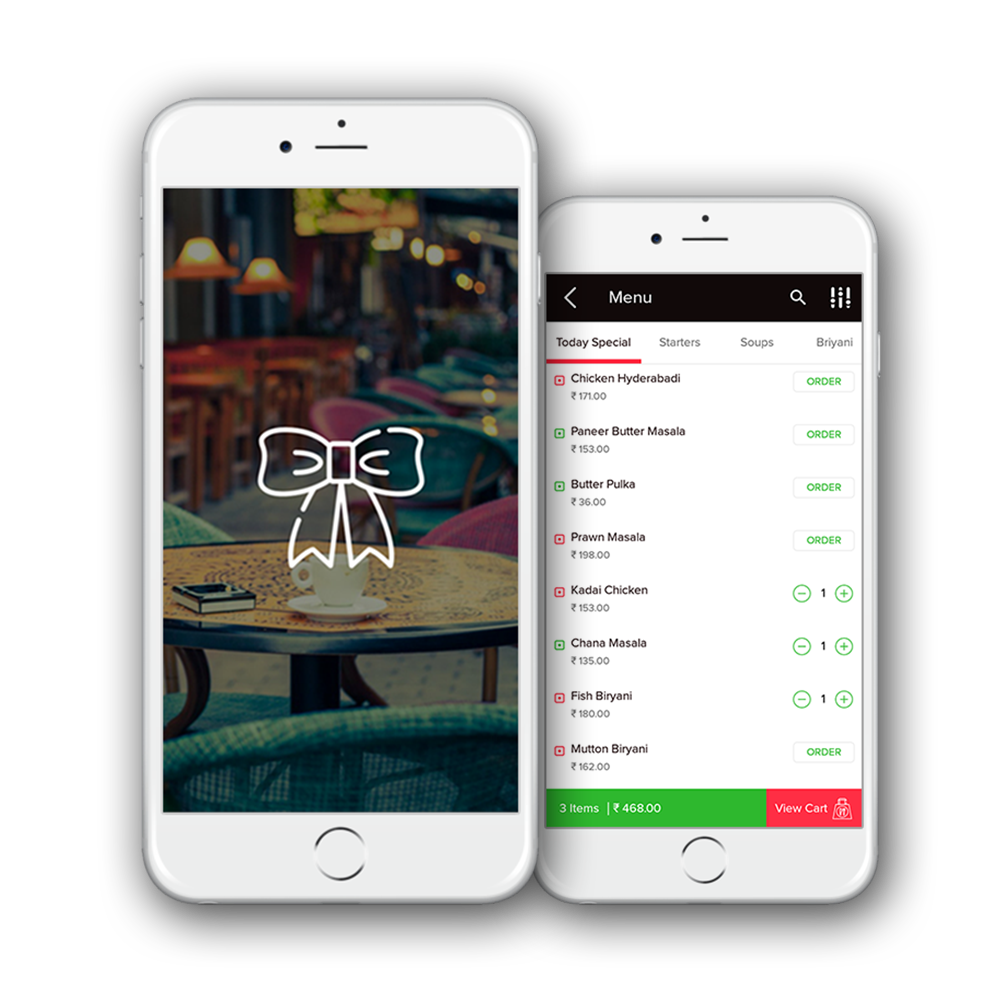 Menu
Today Special Starters Soups Briyani
Chicken Hyderabadi ORDER
₹ 171.00
Paneer Butter Masala ORDER
₹ 153.00
Butter Pulka ORDER
₹ 36.00
Prawn Masala ORDER
₹ 198.00
Kadai Chicken 1
₹ 153.00
Chana Masala 1
₹ 135.00
Fish Biryani 1
₹ 180.00
Mutton Biryani ORDER
₹ 162.00
3 Items | ₹ 468.00 View Cart